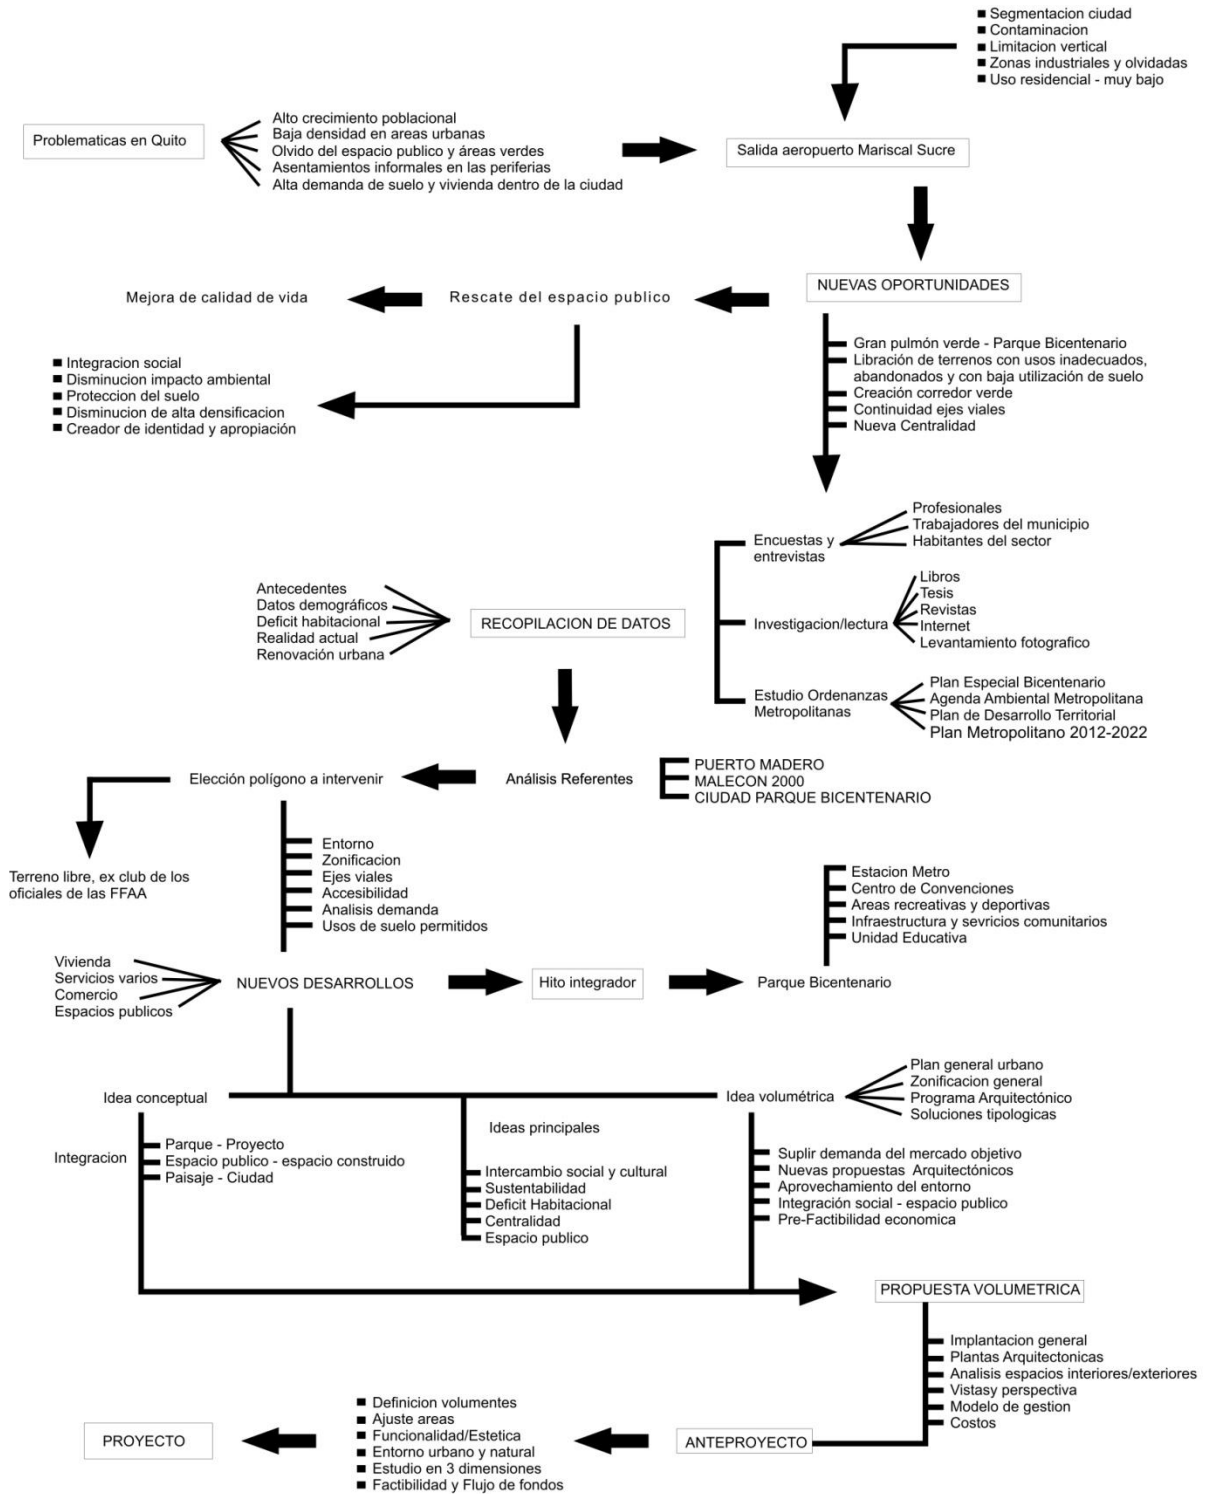 Segmentacion ciudad
Contaminacion
Limitacion vertical
Zonas industriales y olvidadas
Uso residencial - muy bajo
Problematicas en Quito
Alto crecimiento poblacional
Baja densidad en areas urbanas
Olvido del espacio publico y áreas verdes
Asentamientos informales en las periferias
Alta demanda de suelo y vivienda dentro de la ciudad
Salida aeropuerto Mariscal Sucre
NUEVAS OPORTUNIDADES
Rescate del espacio publico
Mejora de calidad de vida
Integracion social
Disminucion impacto ambiental
Proteccion del suelo
Disminucion de alta densificacion
Creador de identidad y apropiación
Gran pulmón verde - Parque Bicentenario
Libración de terrenos con usos inadecuados,
abandonados y con baja utilización de suelo
Creación corredor verde
Continuidad ejes viales
Nueva Centralidad
Encuestas y
entrevistas
Profesionales
Trabajadores del municipio
Habitantes del sector
Investigacion/lectura
Libros
Tesis
Revistas
Internet
Levantamiento fotografico
Estudio Ordenanzas
Metropolitanas
Plan Especial Bicentenario
Agenda Ambiental Metropolitana
Plan de Desarrollo Territorial
Plan Metropolitano 2012-2022
Antecedentes
Datos demográficos
Deficit habitacional
Realidad actual
Renovación urbana
RECOPILACION DE DATOS
Análisis Referentes
PUERTO MADERO
MALECON 2000
CIUDAD PARQUE BICENTENARIO
Elección polígono a intervenir
Terreno libre, ex club de los
oficiales de las FFAA
Entorno
Zonificacion
Ejes viales
Accesibilidad
Analisis demanda
Usos de suelo permitidos
Vivienda
Servicios varios
Comercio
Espacios publicos
NUEVOS DESARROLLOS
Hito integrador
Parque Bicentenario
Estacion Metro
Centro de Convenciones
Areas recreativas y deportivas
Infraestructura y sevricios comunitarios
Unidad Educativa
Idea conceptual
Integracion
Parque - Proyecto
Espacio publico - espacio construido
Paisaje - Ciudad
Ideas principales
Intercambio social y cultural
Sustentabilidad
Deficit Habitacional
Centralidad
Espacio publico
Idea volumétrica
Plan general urbano
Zonificacion general
Programa Arquitectónico
Soluciones tipologicas
Suplir demanda del mercado objetivo
Nuevas propuestas Arquitectónicos
Aprovechamiento del entorno
Integración social - espacio publico
Pre-Factibilidad economica
PROPUESTA VOLUMETRICA
Implantacion general
Plantas Arquitectonicas
Analisis espacios interiores/exteriores
Vistasy perspectiva
Modelo de gestion
Costos
ANTEPROYECTO
Definicion volumentes
Ajuste areas
Funcionalidad/Estetica
Entorno urbano y natural
Estudio en 3 dimensiones
Factibilidad y Flujo de fondos
PROYECTO